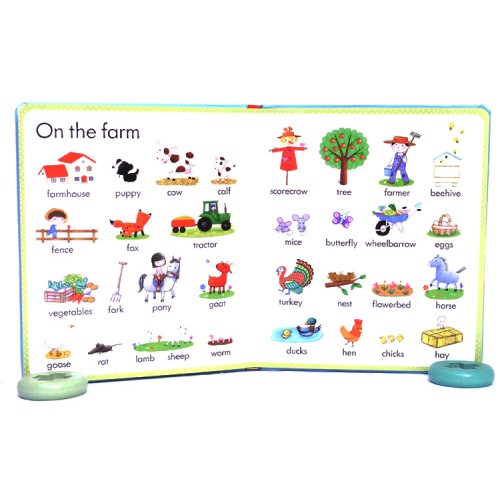 On the farm
farmhouse puppy cow calf
fence fox tractor
vegetables fork pony goat
goose rat lamb sheep worm
scarecrow tree farmer beehive
mice butterfly wheelbarrow eggs
turkey nest flowerbed horse
ducks hen chicks hay